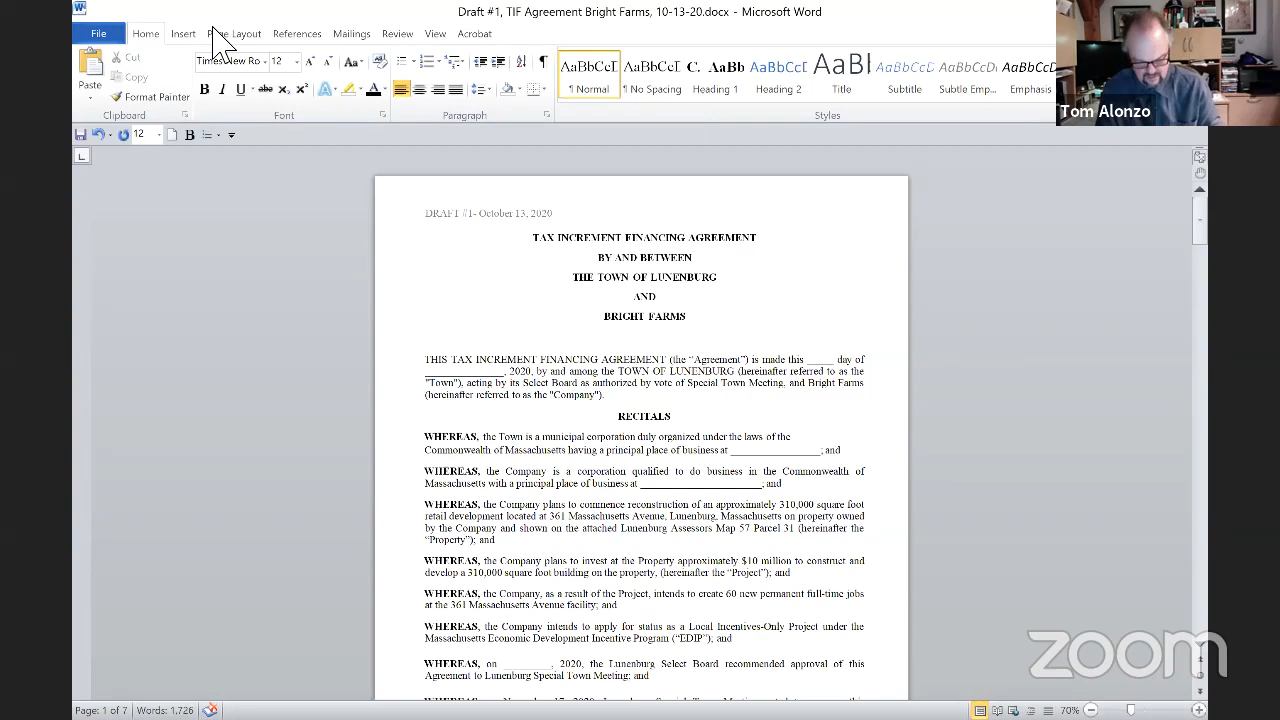 Draft #1, TIF Agreement Bright Farms, 10-13-20.docx - Microsoft Word
File Home Insert Page Layout References Mailings Review View Acrobat
Cut
Copy
Format Painter
Paste
Times New Ro 12
AaBbCcI AaBbCcI C. AaBb AaBbCcI AaBI AaBbCcD AaBbCcD AaBbCcD
¶ Normal ¶ No Spacing Heading 1 Heading 2 Title Subtitle Subtle Emp... Emphasis
Clipboard Font Paragraph Styles
Tom Alonzo
12 B
DRAFT #1- October 13, 2020
TAX INCREMENT FINANCING AGREEMENT
BY AND BETWEEN
THE TOWN OF LUNENBURG
AND
BRIGHT FARMS
THIS TAX INCREMENT FINANCING AGREEMENT (the “Agreement”) is made this _____ day of
________________, 2020, by and among the TOWN OF LUNENBURG (hereinafter referred to as the
"Town"), acting by its Select Board as authorized by vote of Special Town Meeting, and Bright Farms
(hereinafter referred to as the "Company").
RECITALS
WHEREAS, the Town is a municipal corporation duly organized under the laws of the
Commonwealth of Massachusetts having a principal place of business at __________________; and
WHEREAS, the Company is a corporation qualified to do business in the Commonwealth of
Massachusetts with a principal place of business at ________________________; and
WHEREAS, the Company plans to commence reconstruction of an approximately 310,000 square foot
retail development located at 361 Massachusetts Avenue, Lunenburg, Massachusetts on property owned
by the Company and shown on the attached Lunenburg Assessors Map 57 Parcel 31 (hereinafter the
“Property”); and
WHEREAS, the Company plans to invest at the Property approximately $10 million to construct and
develop a 310,000 square foot building on the property, (hereinafter the “Project”); and
WHEREAS, the Company, as a result of the Project, intends to create 60 new permanent full-time jobs
at the 361 Massachusetts Avenue facility; and
WHEREAS, the Company intends to apply for status as a Local Incentives-Only Project under the
Massachusetts Economic Development Incentive Program (“EDIP”); and
WHEREAS, on __________, 2020, the Lunenburg Select Board recommended approval of this
Agreement to Lunenburg Special Town Meeting; and
zoom
Page: 1 of 7 Words: 1,726 70%